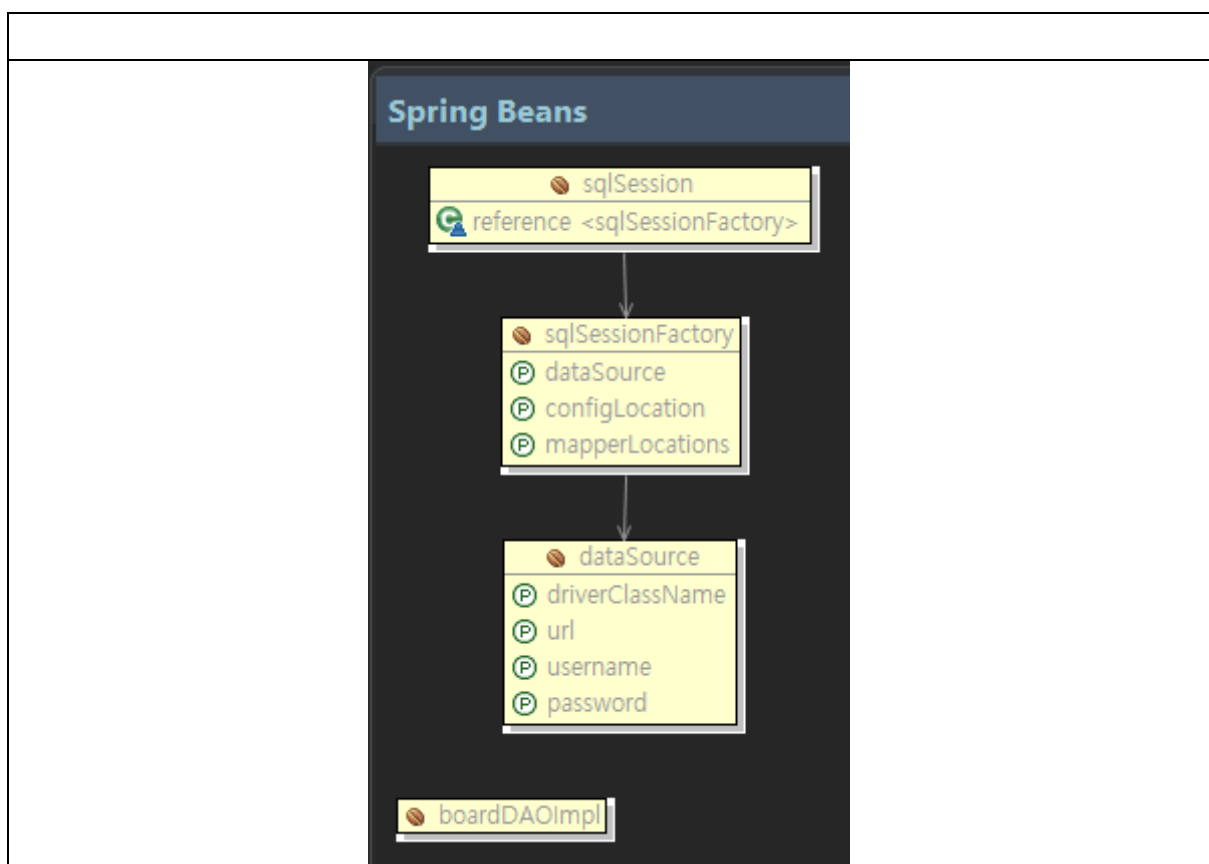 Spring Beans
sqlSession
reference <sqlSessionFactory>
sqlSessionFactory
dataSource
configLocation
mapperLocations
dataSource
driverClassName
url
username
password
boardDAOImpl